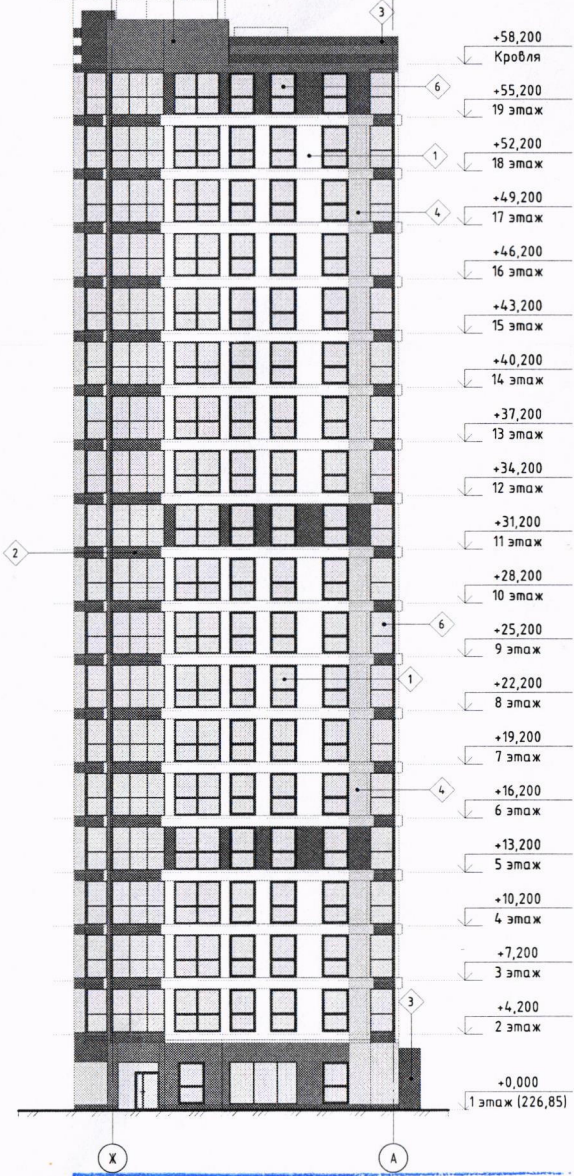 3
+58,200
Кровля
6
+55,200
19 этаж
1
+52,200
18 этаж
4
+49,200
17 этаж
+46,200
16 этаж
+43,200
15 этаж
+40,200
14 этаж
+37,200
13 этаж
+34,200
12 этаж
+31,200
11 этаж
2
+28,200
10 этаж
6
+25,200
9 этаж
1
+22,200
8 этаж
+19,200
7 этаж
4
+16,200
6 этаж
+13,200
5 этаж
+10,200
4 этаж
+7,200
3 этаж
3
+4,200
2 этаж
+0,000
1 этаж (226,85)
Ж
А